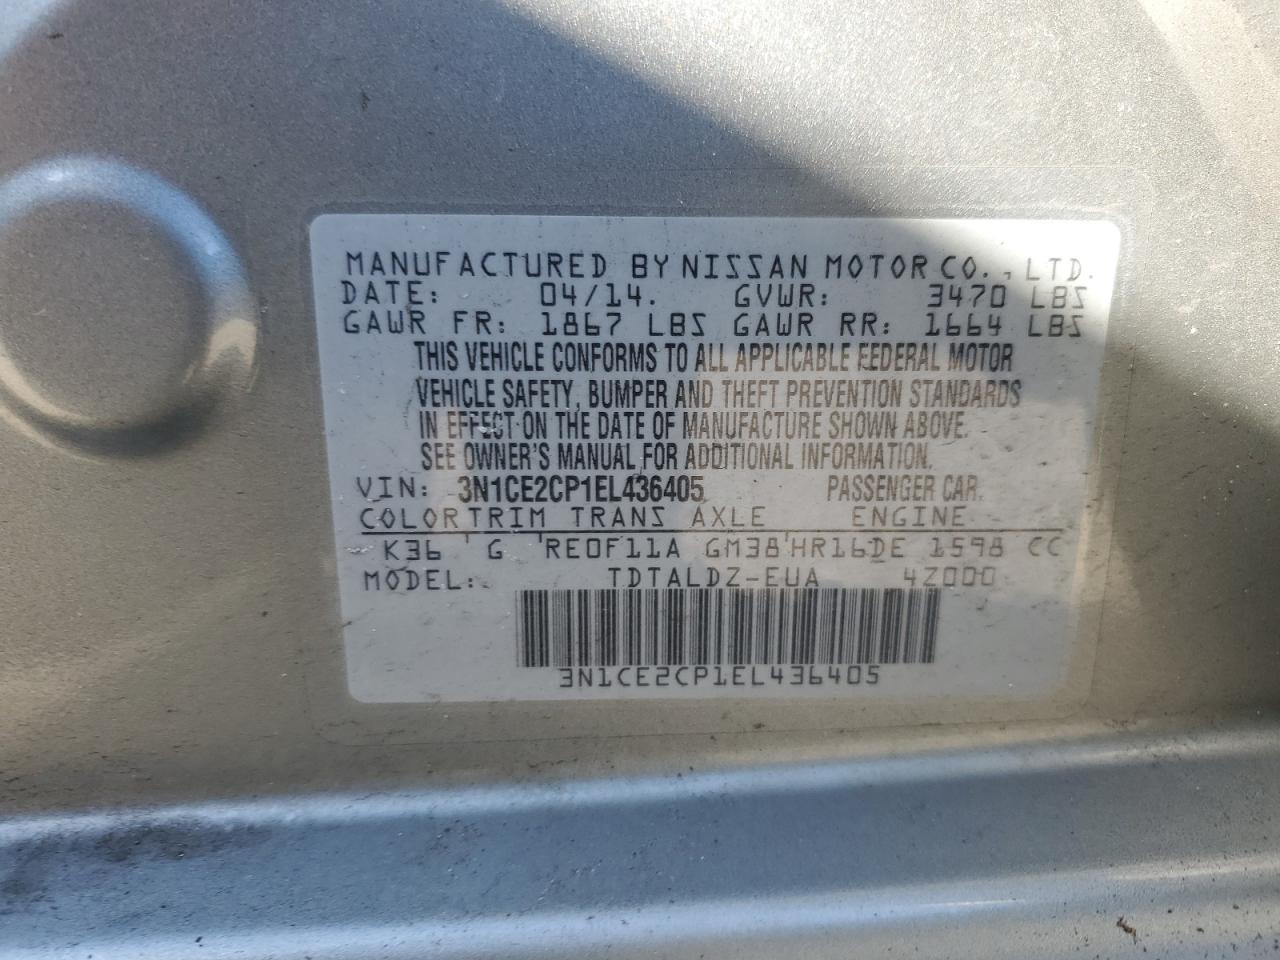 MANUFACTURED BY NISSAN MOTOR CO., LTD.
DATE: 04/14. GVWR: 3470 LBS
GAWR FR: 1867 LBS GAWR RR: 1664 LBS
THIS VEHICLE CONFORMS TO ALL APPLICABLE FEDERAL MOTOR
VEHICLE SAFETY, BUMPER AND THEFT PREVENTION STANDARDS
IN EFFECT ON THE DATE OF MANUFACTURE SHOWN ABOVE.
SEE OWNER'S MANUAL FOR ADDITIONAL INFORMATION.
VIN: 3N1CE2CP1EL436405 PASSENGER CAR.
COLOR TRIM TRANS AXLE ENGINE
K36 G RE0F11A GM38 HR16DE 1598 CC
MODEL: TDTALDZ-EUA 4Z000
3N1CE2CP1EL436405